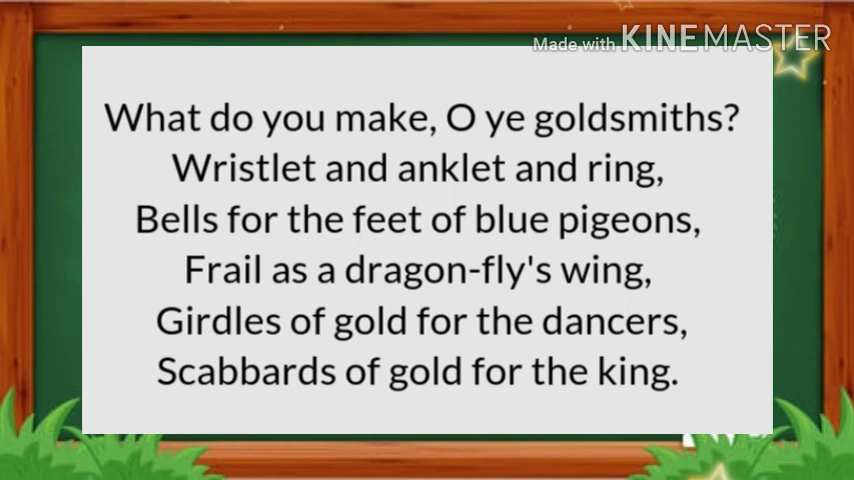 Made with KINEMASTER
What do you make, O ye goldsmiths?
Wristlet and anklet and ring,
Bells for the feet of blue pigeons,
Frail as a dragon-fly's wing,
Girdles of gold for the dancers,
Scabbards of gold for the king.